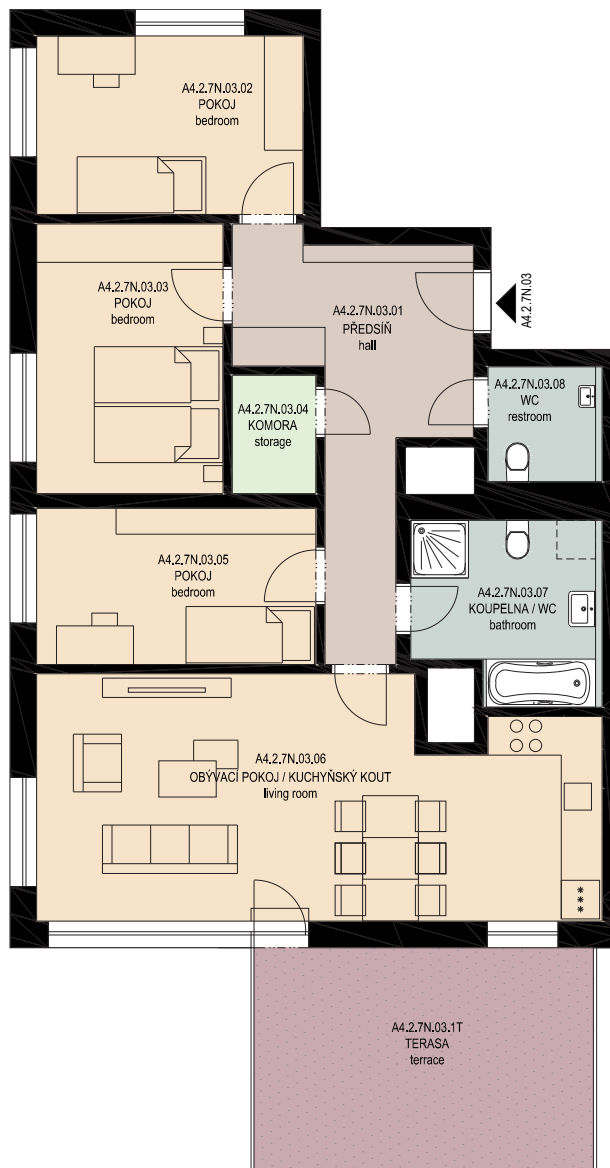 A4.2.7N.03.02
POKOJ
bedroom
A4.2.7N.03.03
POKOJ
bedroom
A4.2.7N.03.01
PŘEDSÍŇ
hall
A4.2.7N.03
A4.2.7N.03.08
WC
restroom
A4.2.7N.03.04
KOMORA
storage
A4.2.7N.03.05
POKOJ
bedroom
A4.2.7N.03.07
KOUPELNA / WC
bathroom
A4.2.7N.03.06
OBÝVACÍ POKOJ / KUCHYŇSKÝ KOUT
living room
A4.2.7N.03.1T
TERASA
terrace